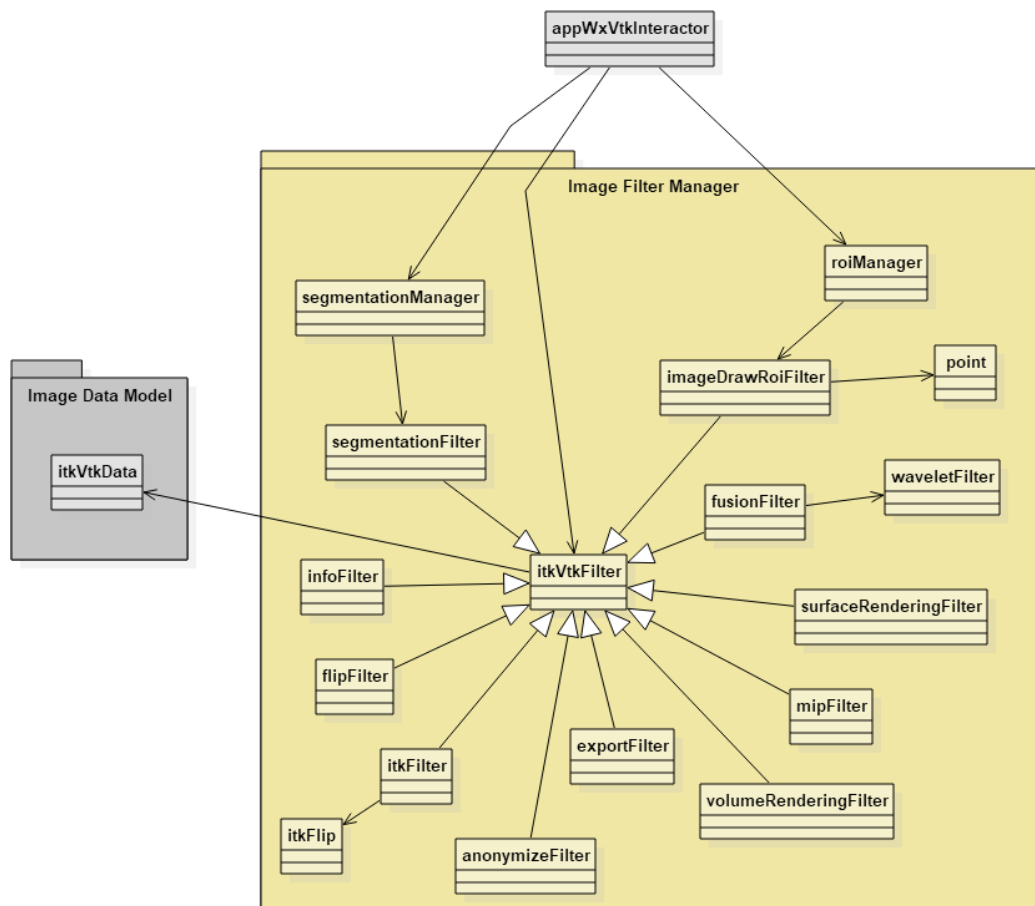 appWxVtkInteractor
Image Filter Manager
roiManager
segmentationManager
imageDrawRoiFilter
point
Image Data Model
segmentationFilter
itkVtkData
waveletFilter
fusionFilter
itkVtkFilter
infoFilter
surfaceRenderingFilter
flipFilter
mipFilter
exportFilter
itkFilter
volumeRenderingFilter
itkFlip
anonymizeFilter